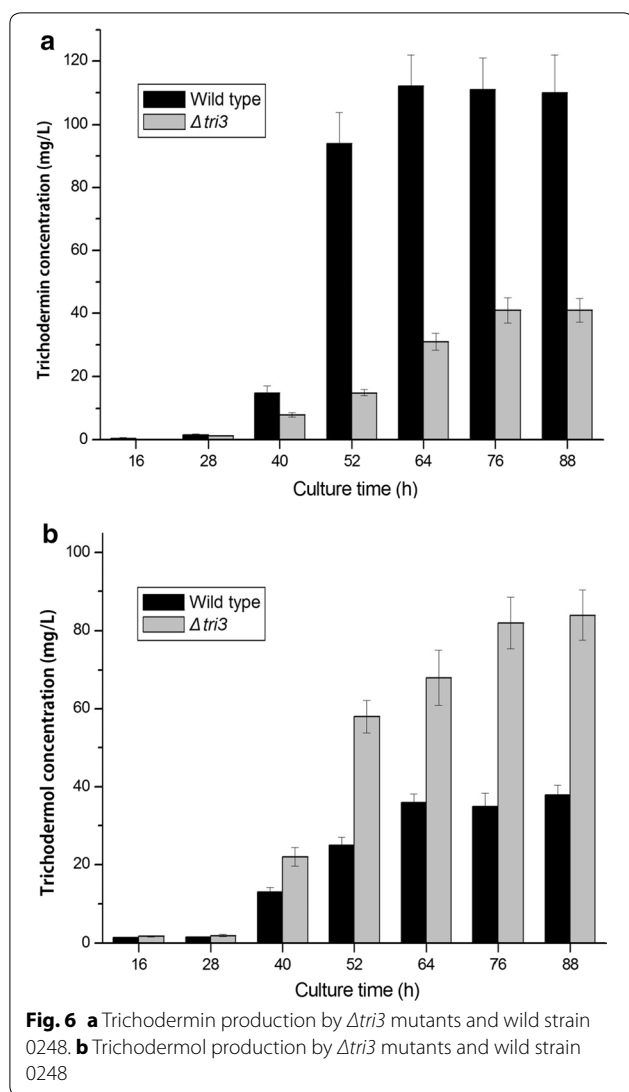 a
Trichodermin concentration (mg/L)
120
100
80
60
40
20
0
Wild type
Δtri3
16 28 40 52 64 76 88
Culture time (h)
b
Trichodermol concentration (mg/L)
100
80
60
40
20
0
Wild type
Δtri3
16 28 40 52 64 76 88
Culture time (h)
Fig. 6 a Trichodermin production by Δtri3 mutants and wild strain
0248. b Trichodermol production by Δtri3 mutants and wild strain
0248